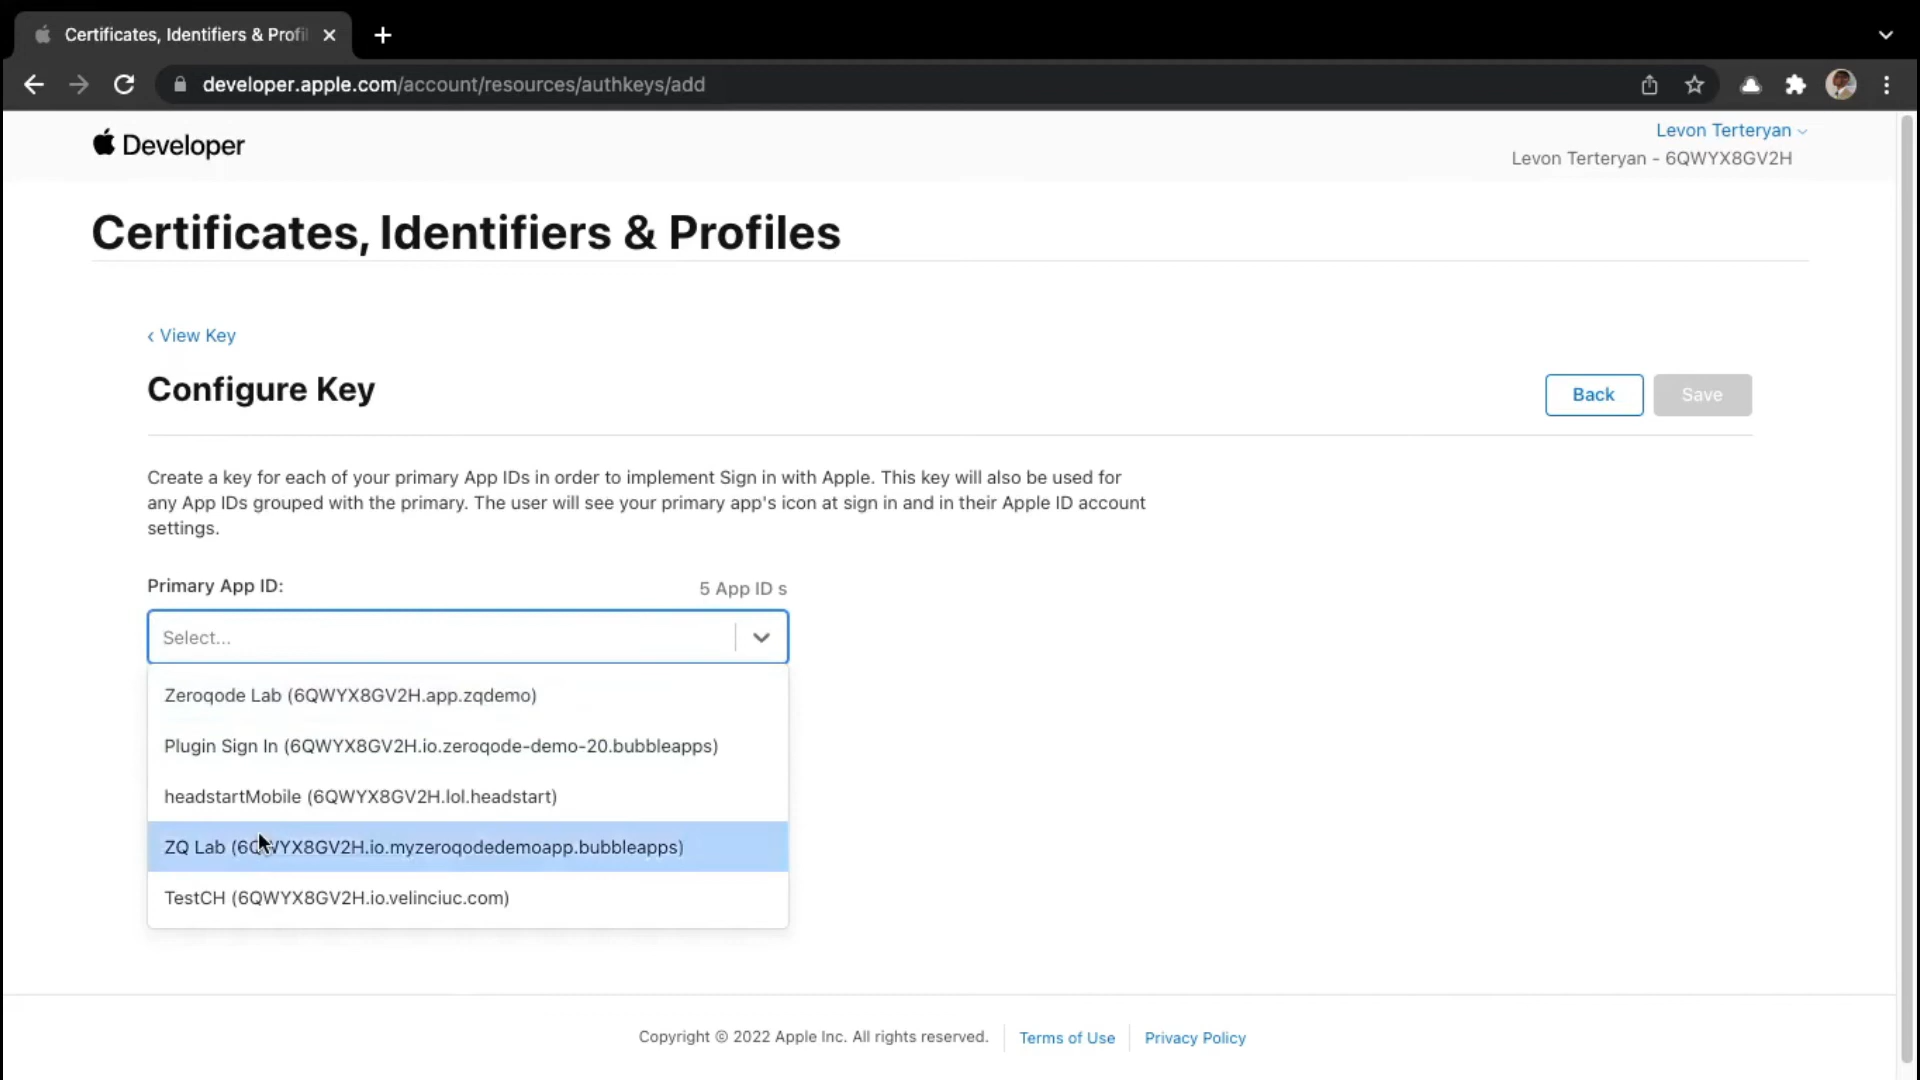 Certificates, Identifiers & Profil
developer.apple.com/account/resources/authkeys/add
Developer
Levon Terteryan
Levon Terteryan - 6QWYX8GV2H
Certificates, Identifiers & Profiles
‹ View Key
Configure Key
Back
Save
Create a key for each of your primary App IDs in order to implement Sign in with Apple. This key will also be used for
any App IDs grouped with the primary. The user will see your primary app's icon at sign in and in their Apple ID account
settings.
Primary App ID:
5 App ID s
Select...
Zeroqode Lab (6QWYX8GV2H.app.zqdemo)
Plugin Sign In (6QWYX8GV2H.io.zeroqode-demo-20.bubbleapps)
headstartMobile (6QWYX8GV2H.lol.headstart)
ZQ Lab (6QWYX8GV2H.io.myzeroqodedemoapp.bubbleapps)
TestCH (6QWYX8GV2H.io.velinciuc.com)
Copyright © 2022 Apple Inc. All rights reserved.
Terms of Use
Privacy Policy